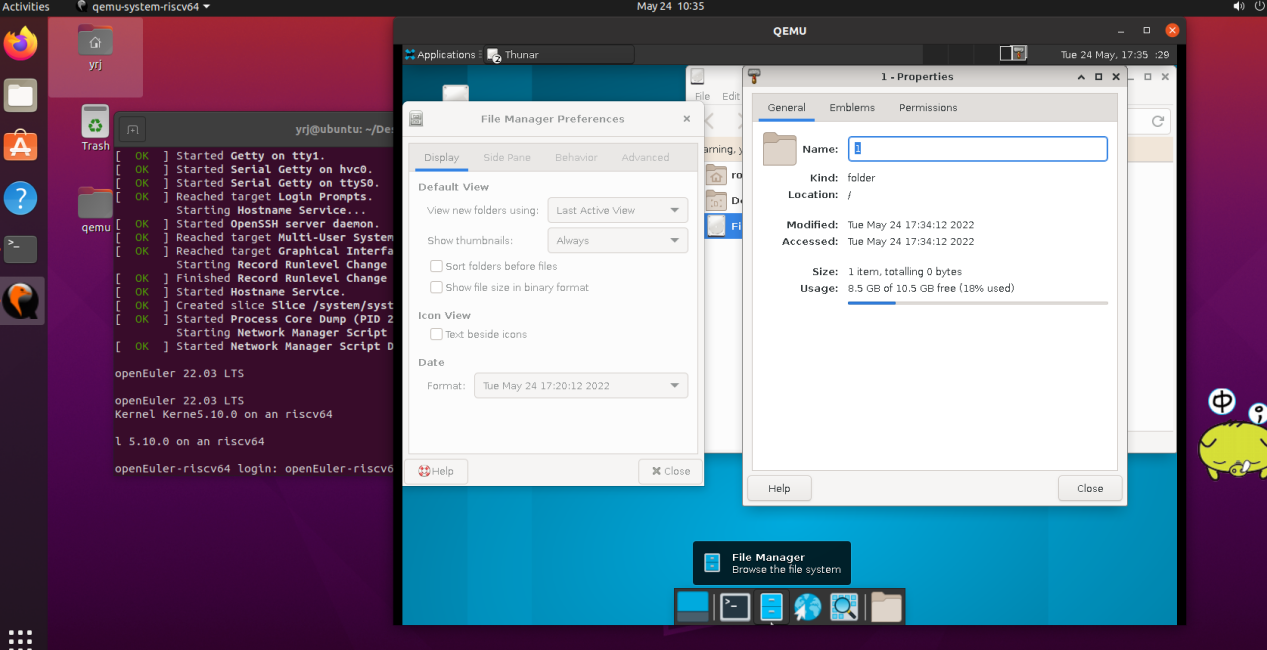 Activities
qemu-system-riscv64
May 24 10:35
yrj
Trash
qemu
yrj@ubuntu: ~/Des
[ OK ] Started Getty on tty1.
[ OK ] Started Serial Getty on hvc0.
[ OK ] Started Serial Getty on ttyS0.
[ OK ] Reached target Login Prompts.
Starting Hostname Service...
[ OK ] Started OpenSSH server daemon.
[ OK ] Reached target Multi-User System
[ OK ] Reached target Graphical Interfa
Starting Record Runlevel Change
[ OK ] Finished Record Runlevel Change
[ OK ] Started Hostname Service.
[ OK ] Created slice Slice /system/syst
[ OK ] Started Process Core Dump (PID 2
Starting Network Manager Script
[ OK ] Started Network Manager Script D
openEuler 22.03 LTS
openEuler 22.03 LTS
Kernel Kerne5.10.0 on an riscv64
l 5.10.0 on an riscv64
openEuler-riscv64 login: openEuler-riscv6
QEMU
Applications
2
Thunar
Tue 24 May, 17:35 :29
File Manager Preferences
Display
Side Pane
Behavior
Advanced
Default View
View new folders using:
Last Active View
Show thumbnails:
Always
Sort folders before files
Show file size in binary format
Icon View
Text beside icons
Date
Format:
Tue May 24 17:20:12 2022
Help
Close
File
Edit
arning, y
ro
De
Fi
1 - Properties
General
Emblems
Permissions
Name:
1
Kind:
folder
Location:
/
Modified:
Tue May 24 17:34:12 2022
Accessed:
Tue May 24 17:34:12 2022
Size:
1 item, totalling 0 bytes
Usage:
8.5 GB of 10.5 GB free (18% used)
Help
Close
File Manager
Browse the file system
中